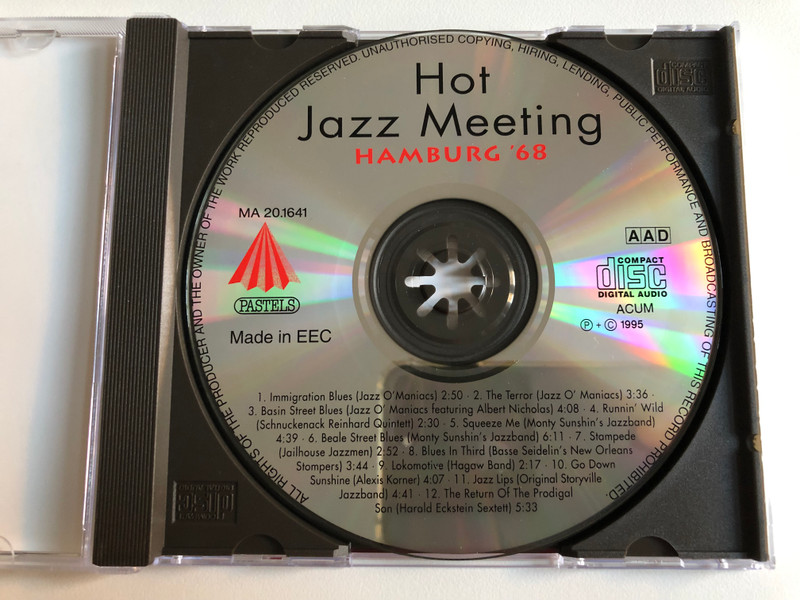 Hot
Jazz Meeting
HAMBURG '68
MA 20.1641
PASTELS
Made in EEC
AAD
COMPACT
disc
DIGITAL AUDIO
ACUM
Ⓟ + Ⓒ 1995
1. Immigration Blues (Jazz O'Maniacs) 2:50 · 2. The Terror (Jazz O' Maniacs) 3:36 ·
3. Basin Street Blues (Jazz O' Maniacs featuring Albert Nicholas) 4:08 · 4. Runnin' Wild
(Schnuckenack Reinhard Quintett) 2:30 · 5. Squeeze Me (Monty Sunshin's Jazzband)
4:39 · 6. Beale Street Blues (Monty Sunshin's Jazzband) 6:11 · 7. Stampede
(Jailhouse Jazzmen) 2:52 · 8. Blues In Third (Basse Seidelin's New Orleans
Stompers) 3:44 · 9. Lokomotive (Hagaw Band) 2:17 · 10. Go Down
Sunshine (Alexis Korner) 4:07 · 11. Jazz Lips (Original Storyville
Jazzband) 4:41 · 12. The Return Of The Prodigal
Son (Harold Eckstein Sextett) 5:33
ALL RIGHTS OF THE PRODUCER AND THE OWNER OF THE WORK REPRODUCED RESERVED. UNAUTHORISED COPYING, HIRING, LENDING, PUBLIC PERFORMANCE AND BROADCASTING OF THIS RECORD PROHIBITED.
COMPACT
disc
DIGITAL AUDIO